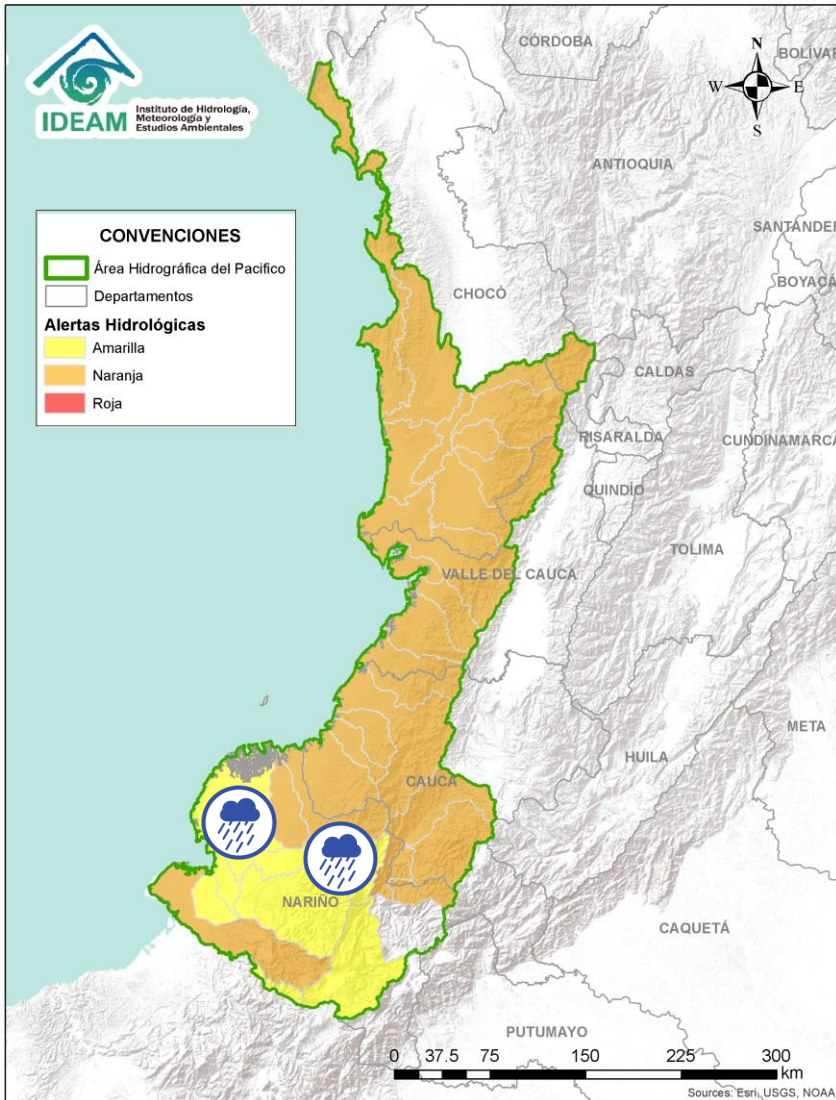 IDEAM
Instituto de Hidrología,
Meteorología y
Estudios Ambientales
CONVENCIONES
Área Hidrográfica del Pacifico
Departamentos
Alertas Hidrológicas
Amarilla
Naranja
Roja
N
W E
S
CÓRDOBA
BOLÍVAR
ANTIOQUIA
SANTANDER
BOYACÁ
CHOCÓ
CALDAS
RISARALDA
CUNDINAMARCA
QUINDÍO
TOLIMA
VALLE DEL CAUCA
META
HUILA
CAUCA
NARIÑO
CAQUETÁ
PUTUMAYO
0 37.5 75 150 225 300
km
Sources: Esri, USGS, NOAA